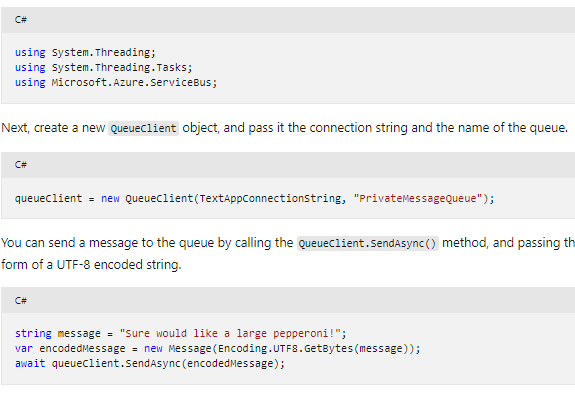 C#
using System.Threading;
using System.Threading.Tasks;
using Microsoft.Azure.ServiceBus;
Next, create a new QueueClient object, and pass it the connection string and the name of the queue.
C#
queueClient = new QueueClient(TextAppConnectionString, "PrivateMessageQueue");
You can send a message to the queue by calling the QueueClient.SendAsync() method, and passing th
form of a UTF-8 encoded string.
C#
string message = "Sure would like a large pepperoni!";
var encodedMessage = new Message(Encoding.UTF8.GetBytes(message));
await queueClient.SendAsync(encodedMessage);